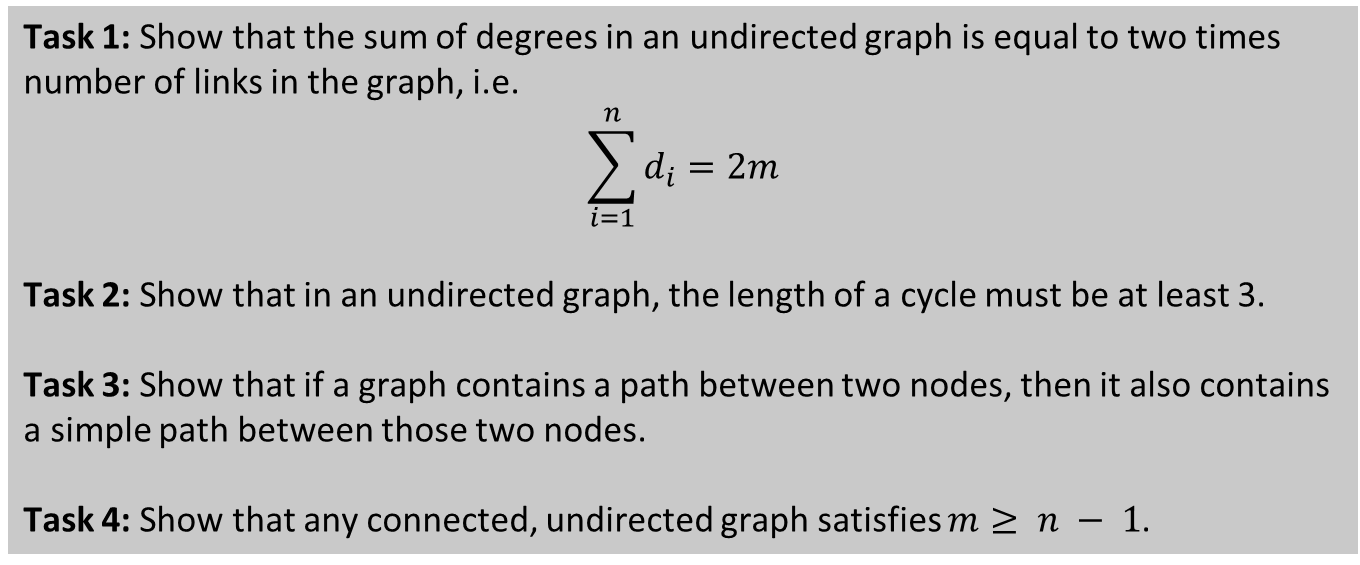 Task 1: Show that the sum of degrees in an undirected graph is equal to two times
number of links in the graph, i.e.
n
∑ dᵢ = 2m
i=1
Task 2: Show that in an undirected graph, the length of a cycle must be at least 3.
Task 3: Show that if a graph contains a path between two nodes, then it also contains
a simple path between those two nodes.
Task 4: Show that any connected, undirected graph satisfies m ≥ n − 1.